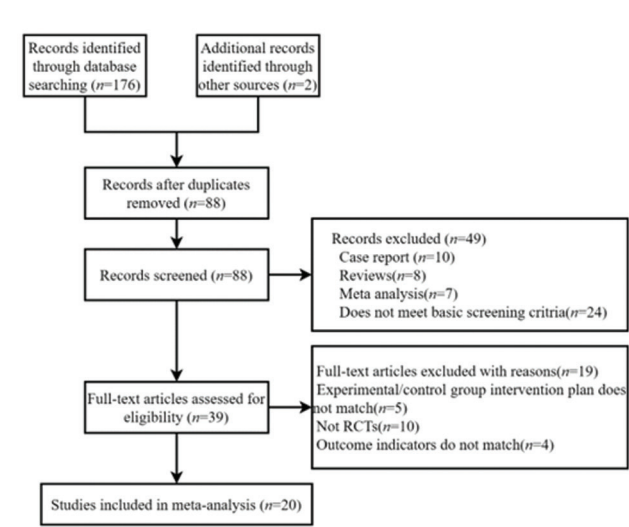 Records identified
through database
searching (n=176)
Additional records
identified through
other sources (n=2)
Records after duplicates
removed (n=88)
Records screened (n=88)
Records excluded (n=49)
Case report (n=10)
Reviews(n=8)
Meta analysis(n=7)
Does not meet basic screening critria(n=24)
Full-text articles assessed for
eligibility (n=39)
Full-text articles excluded with reasons(n=19)
Experimental/control group intervention plan does
not match(n=5)
Not RCTs(n=10)
Outcome indicators do not match(n=4)
Studies included in meta-analysis (n=20)